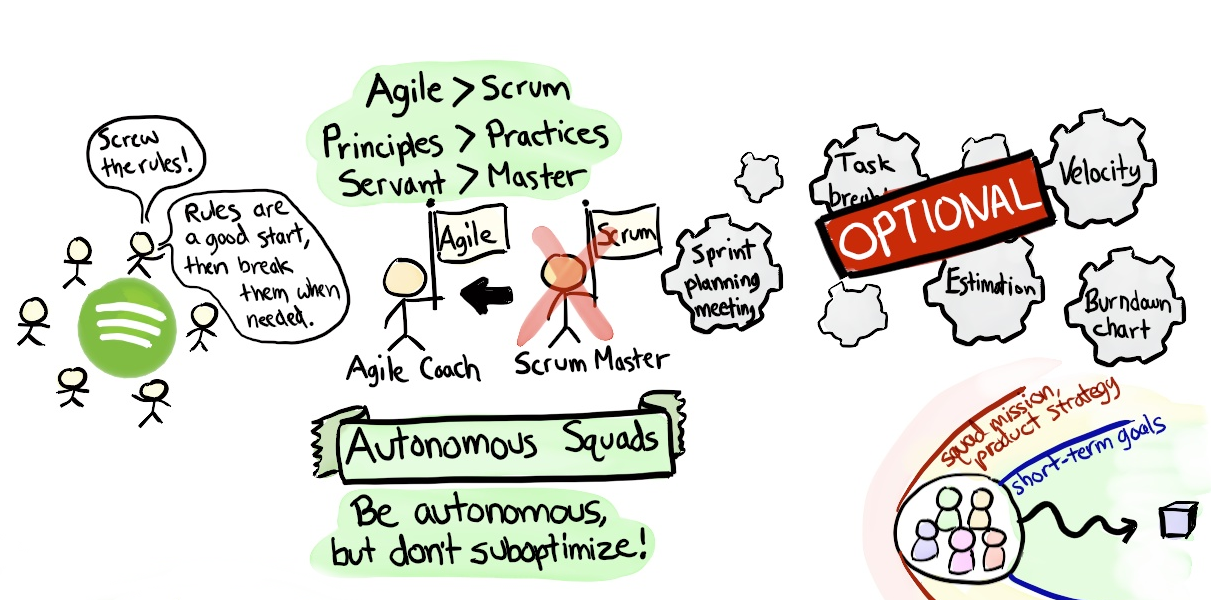 Screw
the rules!
Rules are
a good start,
then break
them when
needed.
Agile > Scrum
Principles > Practices
Servant > Master
Agile
Scrum
Agile Coach
Scrum Master
Autonomous Squads
Be autonomous,
but don't suboptimize!
Sprint
planning
meeting
Task
OPTIONAL
Velocity
Estimation
Burndown
chart
squad mission,
product strategy
short-term goals